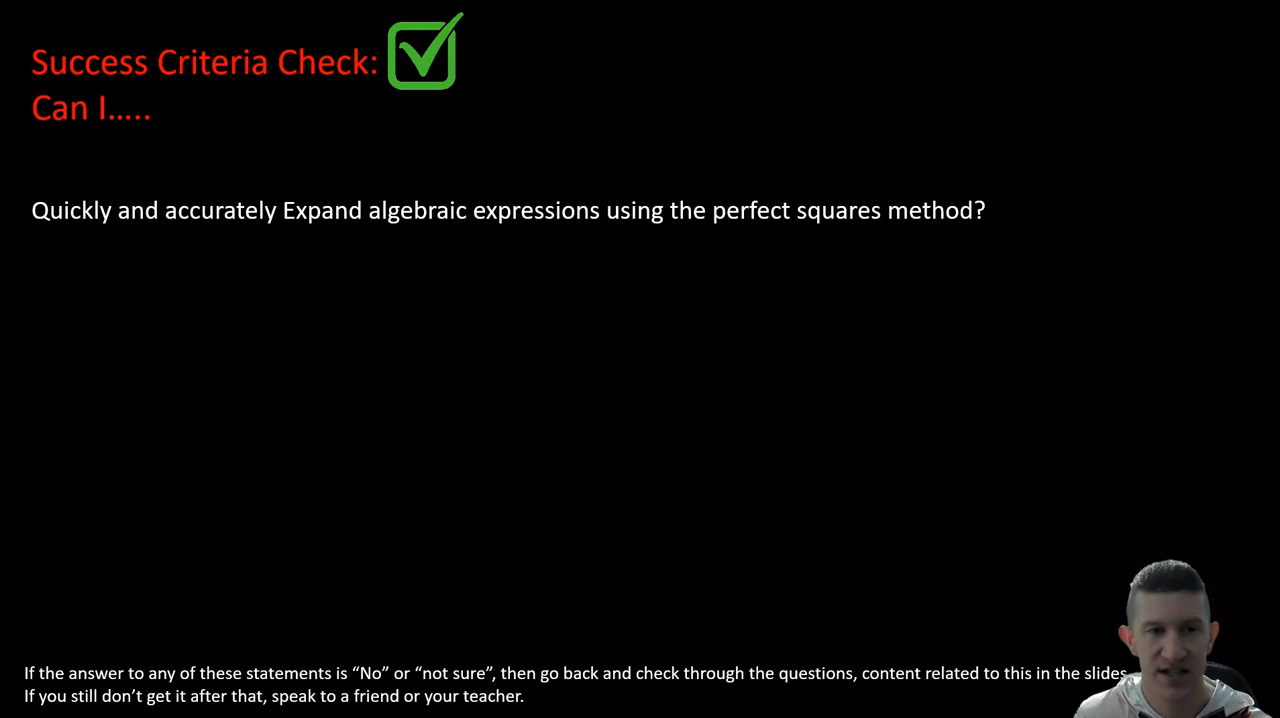 Success Criteria Check:
Can I…..
Quickly and accurately Expand algebraic expressions using the perfect squares method?
If the answer to any of these statements is “No” or “not sure”, then go back and check through the questions, content related to this in the slides
If you still don’t get it after that, speak to a friend or your teacher.